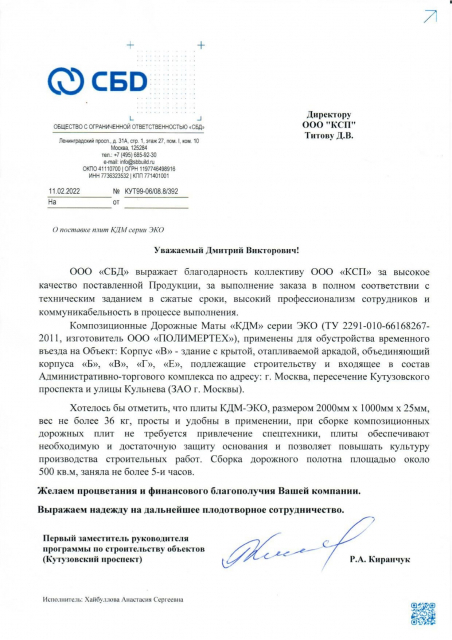 СБД
ОБЩЕСТВО С ОГРАНИЧЕННОЙ ОТВЕТСТВЕННОСТЬЮ «СБД»
Ленинградский просп., д. 31А, стр. 1, этаж 27, пом. I, ком. 10
Москва, 125284
тел.: +7 (495) 685-92-30
e-mail: info@sbbuild.ru
ОКПО 41110700 | ОГРН 1197746498916
ИНН 7736323532 | КПП 771401001
11.02.2022 № КУТ99-06/08.8/392
На от
Директору
ООО "КСП"
Титову Д.В.
О поставке плит КДМ серии ЭКО
Уважаемый Дмитрий Викторович!
ООО «СБД» выражает благодарность коллективу ООО «КСП» за высокое
качество поставленной Продукции, за выполнение заказа в полном соответствии с
техническим заданием в сжатые сроки, высокий профессионализм сотрудников и
коммуникабельность в процессе выполнения.
Композиционные Дорожные Маты «КДМ» серии ЭКО (ТУ 2291-010-66168267-
2011, изготовитель ООО «ПОЛИМЕРТЕХ»), применены для обустройства временного
въезда на Объект: Корпус «В» - здание с крытой, отапливаемой аркадой, объединяющий
корпуса «Б», «В», «Г», «Е», подлежащие строительству и входящее в состав
Административно-торгового комплекса по адресу: г. Москва, пересечение Кутузовского
проспекта и улицы Кульнева (ЗАО г. Москвы).
Хотелось бы отметить, что плиты КДМ-ЭКО, размером 2000мм х 1000мм х 25мм,
вес не более 36 кг, просты и удобны в применении, при сборке композиционных
дорожных плит не требуется привлечение спецтехники, плиты обеспечивают
необходимую и достаточную защиту основания и позволяет повышать культуру
производства строительных работ. Сборка дорожного полотна площадью около
500 кв.м, заняла не более 5-и часов.
Желаем процветания и финансового благополучия Вашей компании.
Выражаем надежду на дальнейшее плодотворное сотрудничество.
Первый заместитель руководителя
программы по строительству объектов
(Кутузовский проспект) Р.А. Киранчук
Исполнитель: Хайбуллова Анастасия Сергеевна